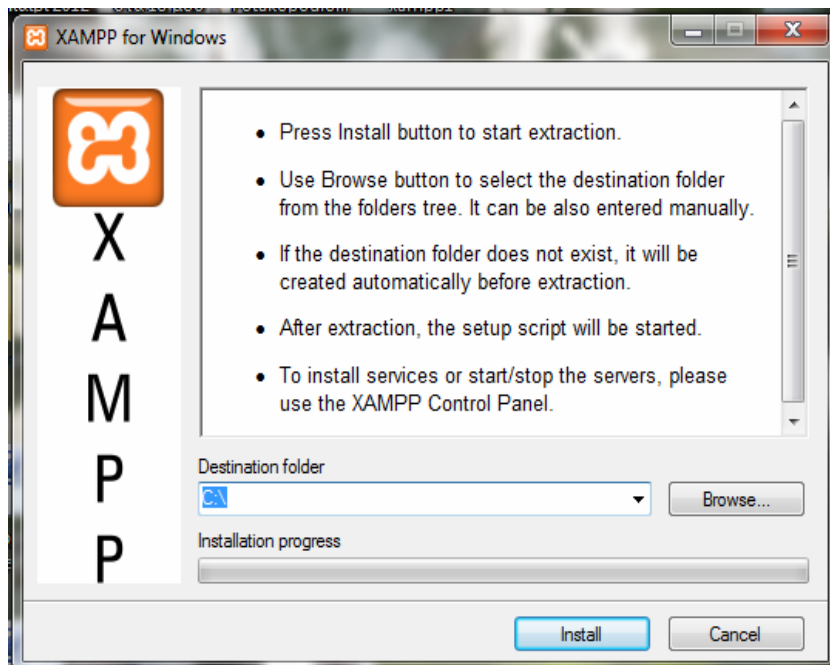 XAMPP for Windows
X
A
M
P
P
• Press Install button to start extraction.
• Use Browse button to select the destination folder
from the folders tree. It can be also entered manually.
• If the destination folder does not exist, it will be
created automatically before extraction.
• After extraction, the setup script will be started.
• To install services or start/stop the servers, please
use the XAMPP Control Panel.
Destination folder
C:\
Browse...
Installation progress
Install
Cancel